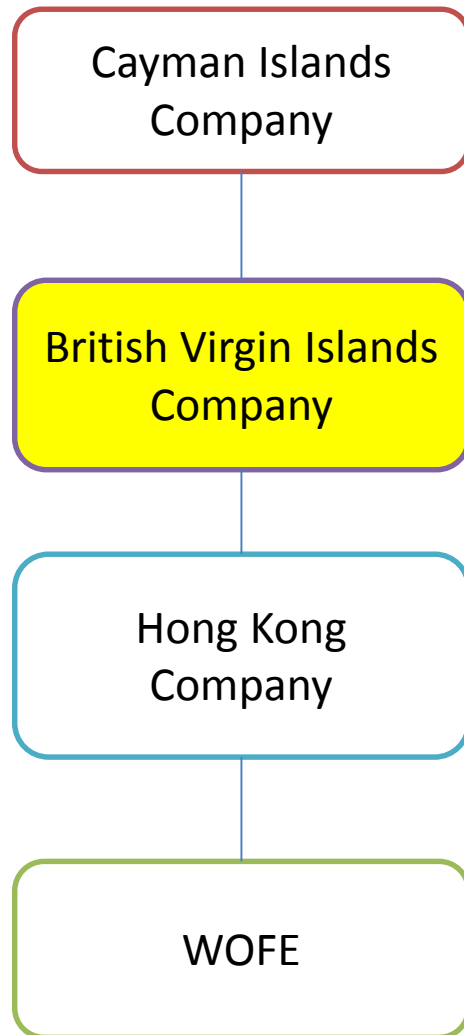 Cayman Islands
Company
British Virgin Islands
Company
Hong Kong
Company
WOFE